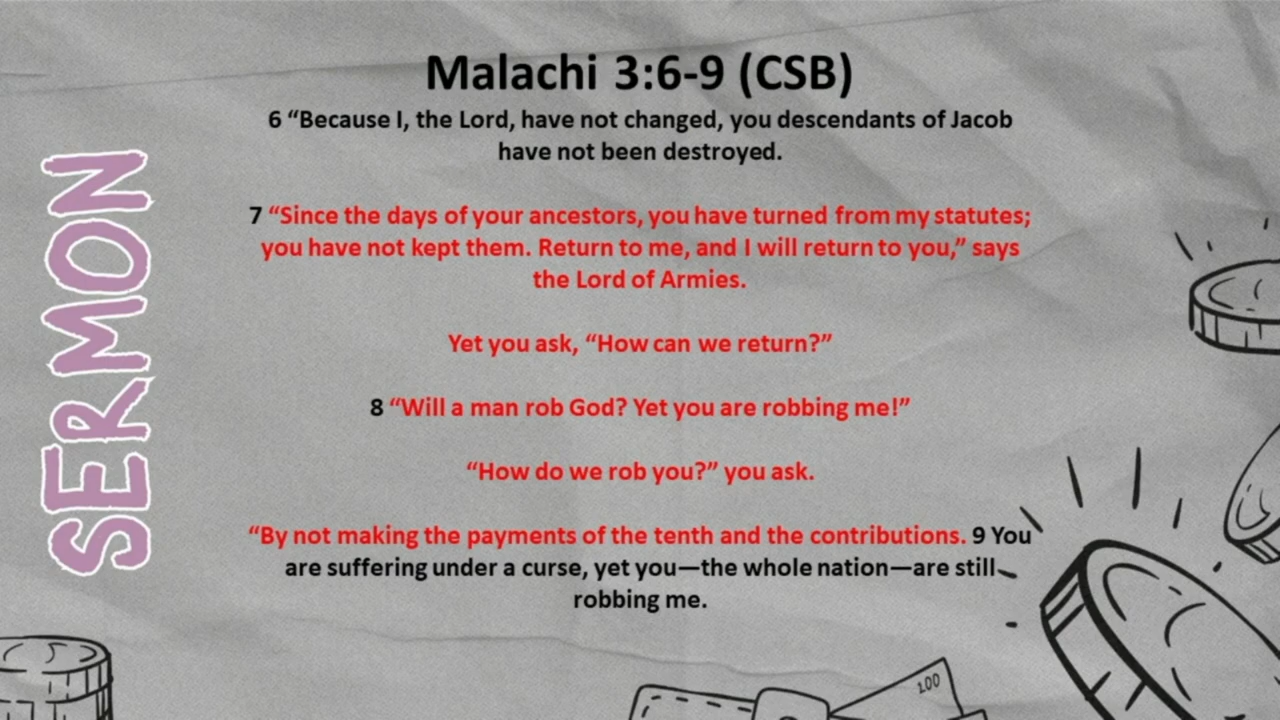 SERMON
Malachi 3:6-9 (CSB)
6 “Because I, the Lord, have not changed, you descendants of Jacob
have not been destroyed.
7 “Since the days of your ancestors, you have turned from my statutes;
you have not kept them. Return to me, and I will return to you,” says
the Lord of Armies.
Yet you ask, “How can we return?”
8 “Will a man rob God? Yet you are robbing me!”
“How do we rob you?” you ask.
“By not making the payments of the tenth and the contributions. 9 You
are suffering under a curse, yet you—the whole nation—are still
robbing me.
100